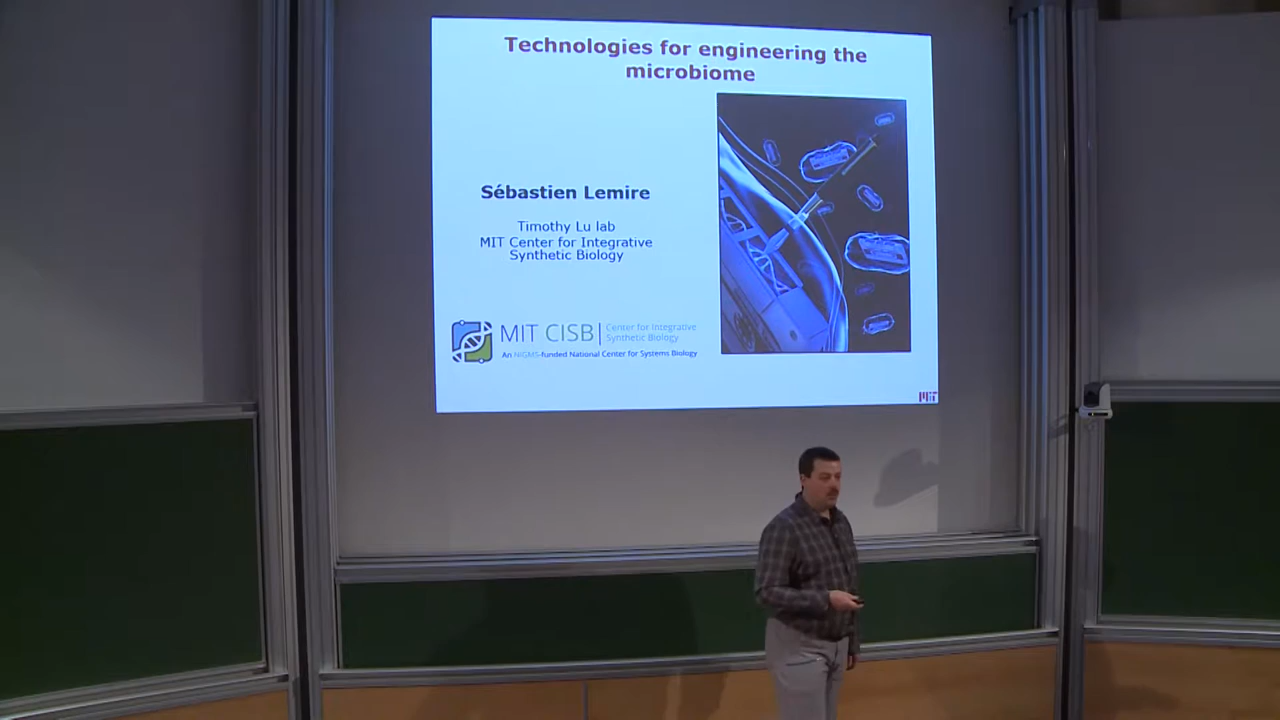 Technologies for engineering the
microbiome
Sébastien Lemire
Timothy Lu lab
MIT Center for Integrative
Synthetic Biology
MIT CISB
Center for Integrative
Synthetic Biology
An NIGMS-funded National Center for Systems Biology
MIT